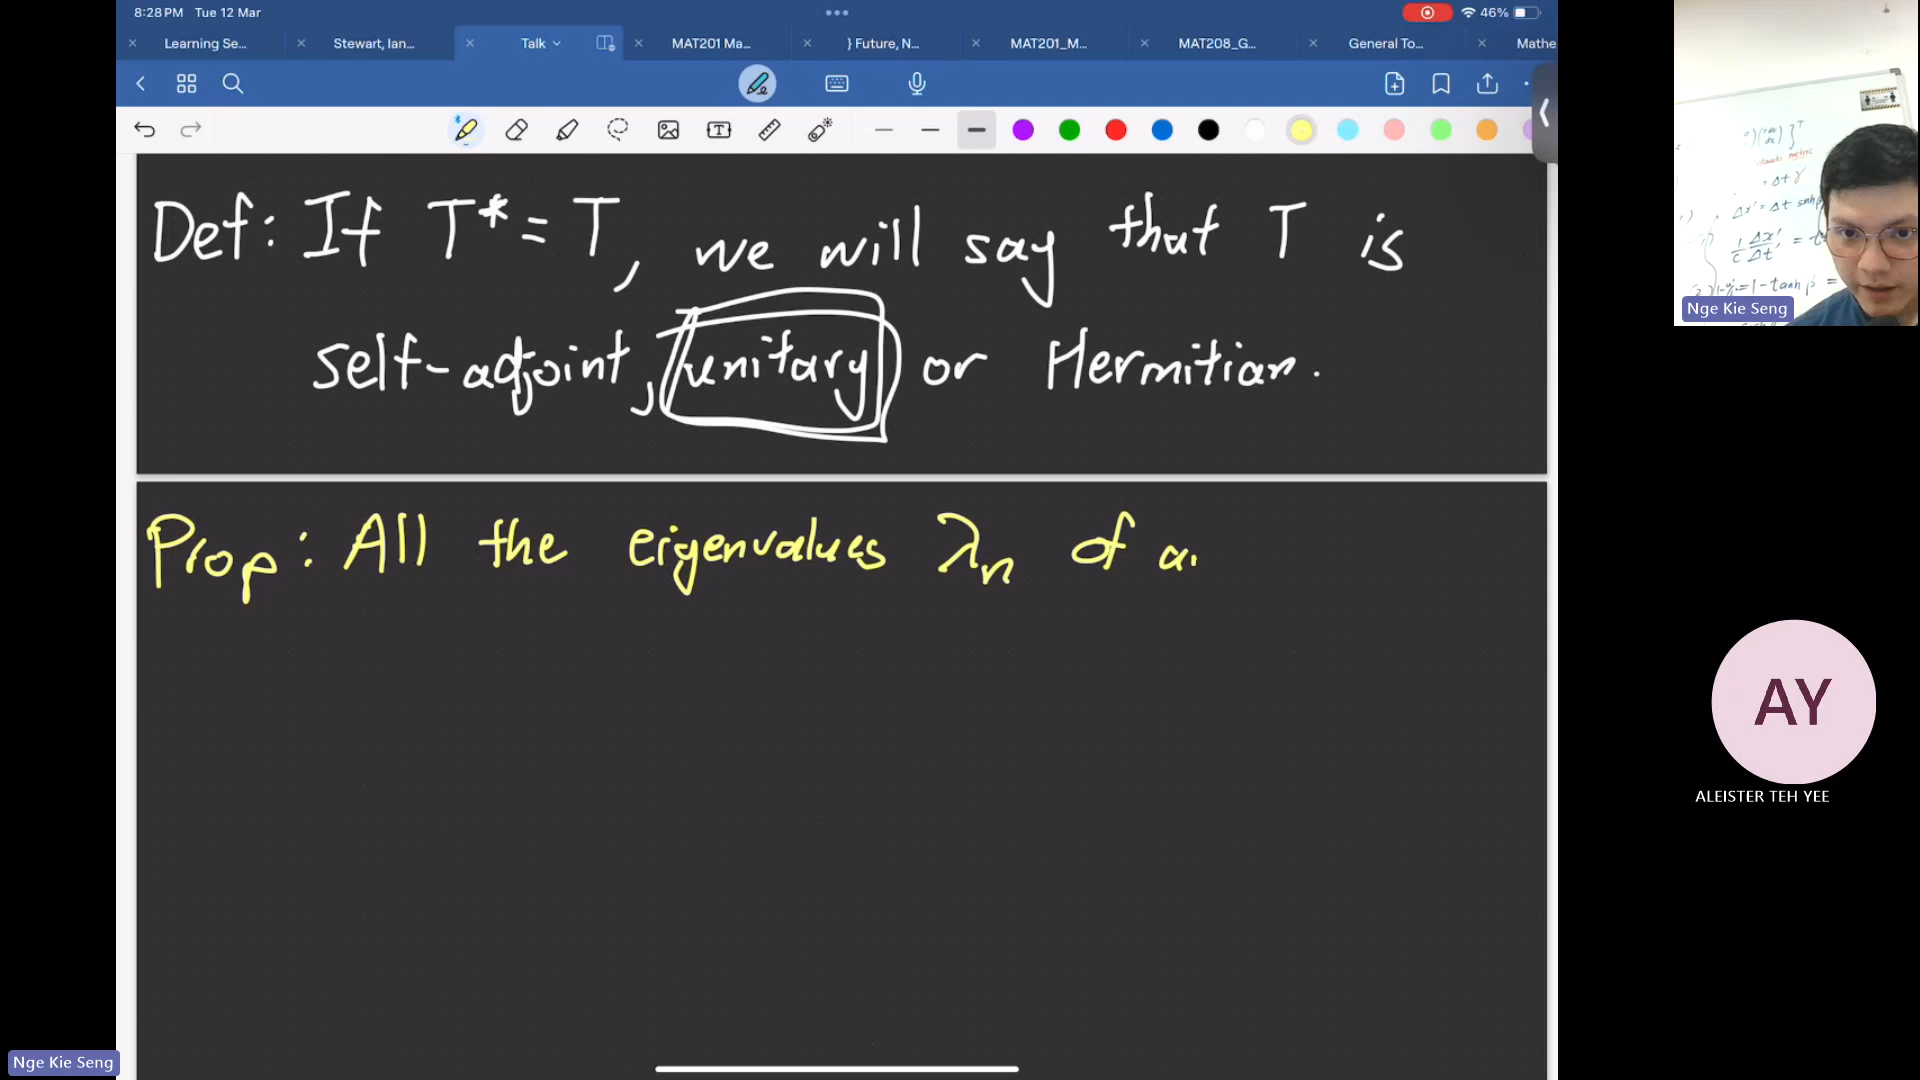 8:28 PM Tue 12 Mar
46%
Learning Se...
Stewart, Ian...
Talk
MAT201 Ma...
} Future, N...
MAT201_M...
MAT208_G...
General To...
Mathe
Def: If T* = T, we will say that T is
self-adjoint, unitary or Hermitian.
Prop: All the eigenvalues λn of a
Nge Kie Seng
AY
ALEISTER TEH YEE
Nge Kie Seng